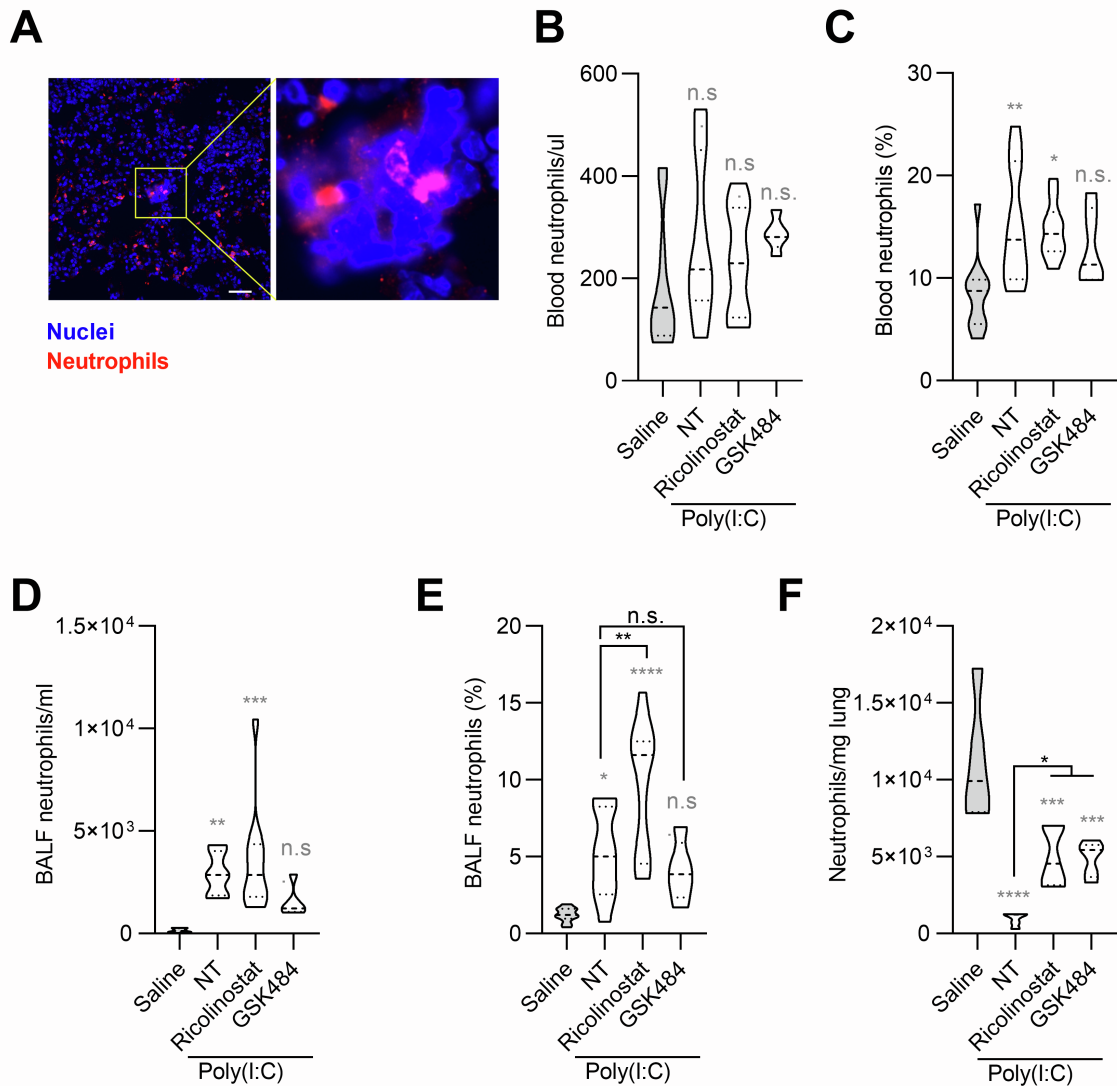 A
Nuclei
Neutrophils
B
Blood neutrophils/ul
600
400
200
0
n.s
n.s
n.s.
Saline
NT
Ricolinostat
GSK484
Poly(I:C)
C
Blood neutrophils (%)
30
20
10
0
**
*
n.s.
Saline
NT
Ricolinostat
GSK484
Poly(I:C)
D
BALF neutrophils/ml
1.5×10⁴
1×10⁴
5×10³
0
**
***
n.s
Saline
NT
Ricolinostat
GSK484
Poly(I:C)
E
BALF neutrophils (%)
20
15
10
5
0
n.s.
**
****
*
n.s
Saline
NT
Ricolinostat
GSK484
Poly(I:C)
F
Neutrophils/mg lung
2×10⁴
1.5×10⁴
1×10⁴
5×10³
0
*
***
***
****
Saline
NT
Ricolinostat
GSK484
Poly(I:C)